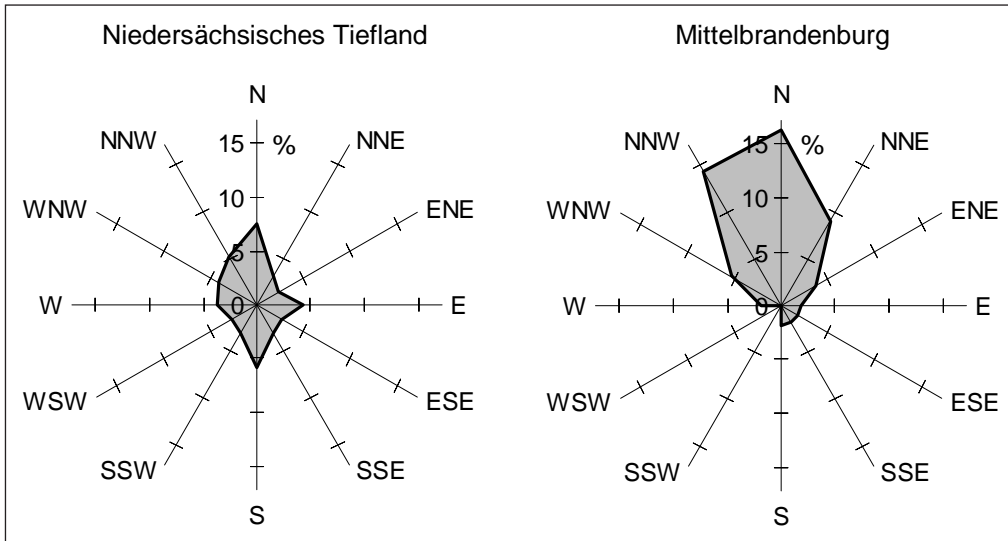 Niedersächsisches Tiefland
N
NNW
15
%
NNE
10
WNW
ENE
5
W
0
E
WSW
ESE
SSW
SSE
S
Mittelbrandenburg
N
NNW
15
%
NNE
10
WNW
ENE
5
W
0
E
WSW
ESE
SSW
SSE
S